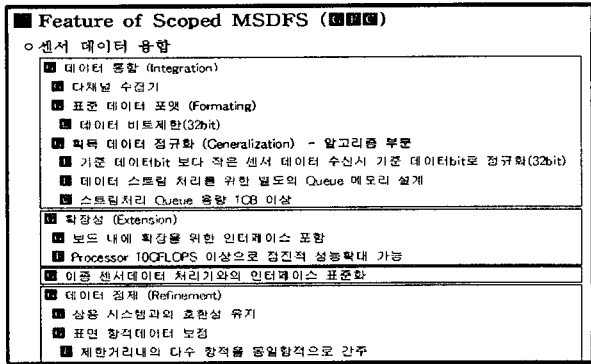 Feature of Scoped MSDFS
센서 데이터 융합
데이터 통합 (Integration)
다채널 수집기
표준 데이터 포맷 (Formating)
데이터 비트제한(32bit)
획득 데이터 정규화 (Generalization) - 알고리즘 부문
기준 데이터bit 보다 작은 센서 데이터 수신시 기준 데이터bit로 정규화(32bit)
데이터 스트림 처리를 위한 별도의 Queue 메모리 설계
스트림처리 Queue 용량 1GB 이상
확장성 (Extension)
보드 내에 확장을 위한 인터페이스 포함
Processor 10GFLOPS 이상으로 점진적 성능확대 가능
이종 센서데이터 처리기와의 인터페이스 표준화
데이터 정제 (Refinement)
상용 시스템과의 호환성 유지
표면 항적데이터 보정
제한거리내의 다수 항적을 동일항적으로 간주